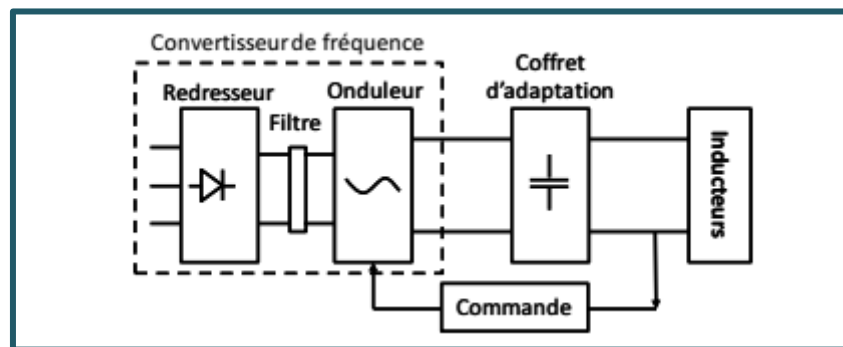 Convertisseur de fréquence
Redresseur
Filtre
Onduleur
Coffret
d'adaptation
Inducteurs
Commande